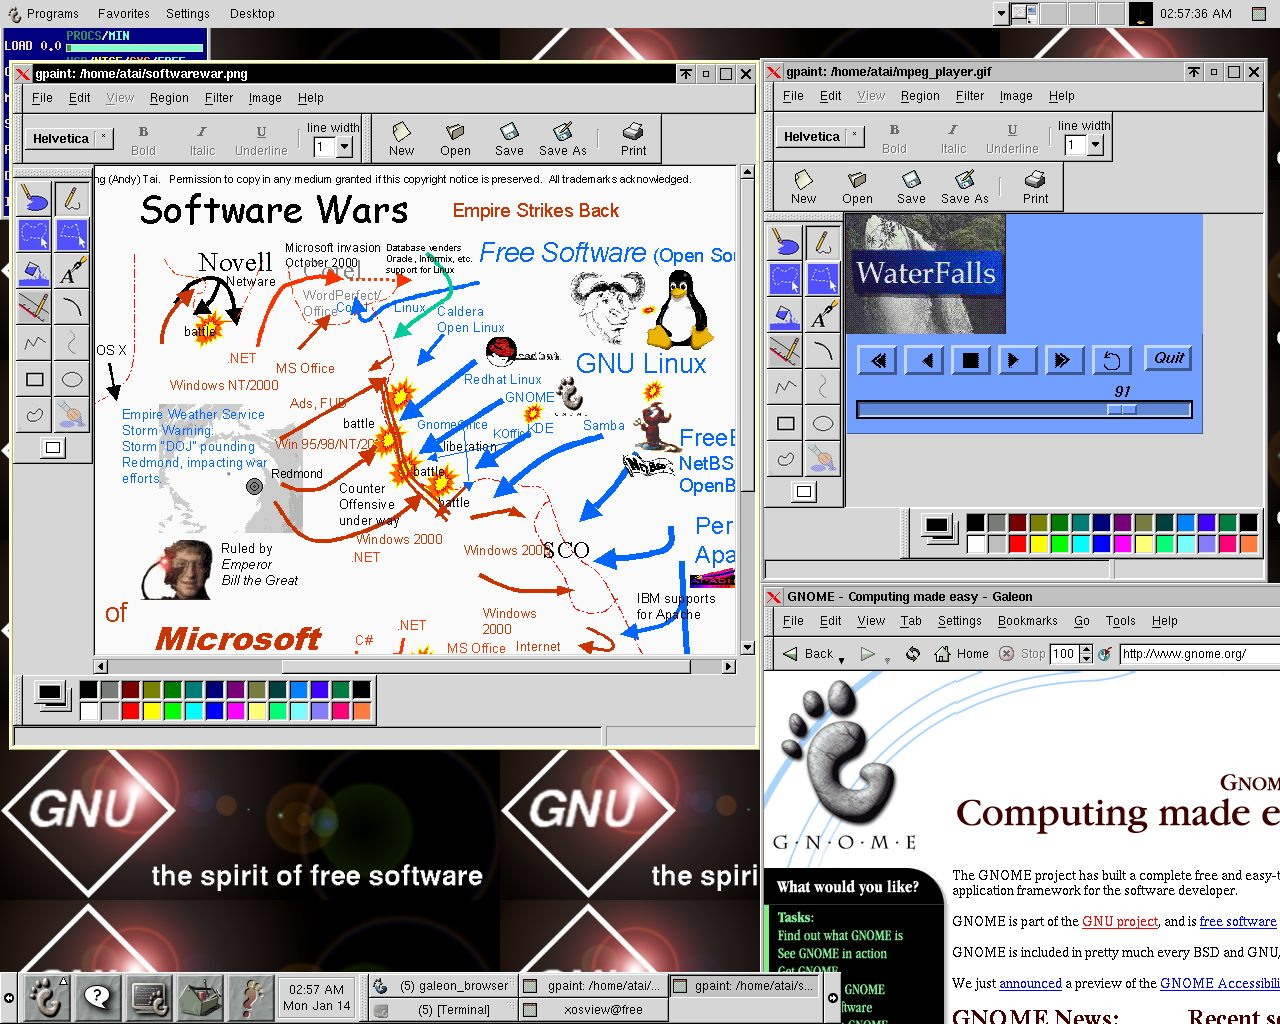 Programs Favorites Settings Desktop 02:57:36 AM
PROCS/MIN
LOAD 0.0
gpaint: /home/atai/softwarewar.png
File Edit View Region Filter Image Help
Helvetica
B I U
Bold Italic Underline
line width
1
New Open Save Save As Print
ng (Andy) Tai. Permission to copy in any medium granted if this copyright notice is preserved. All trademarks acknowledged.
Software Wars
Empire Strikes Back
Novell
Netware
Microsoft invasion
October 2000
Database venders
Oracle, Informix, etc.
support for Linux
Free Software (Open Sou
Corel
WordPerfect/
Office
Corel Linux
Caldera
Open Linux
battle
OS X
.NET
MS Office
GNU Linux
Windows NT/2000
Redhat Linux
GNOME
Ads, FUD
Empire Weather Service
Storm Warning:
Storm "DOJ" pounding
Redmond, impacting war
efforts
battle
Gnome Office
KOffice
KDE
Samba
Win 95/98/NT/20
liberation
FreeB
NetBS
OpenB
Redmond
battle
Counter
Offensive
under way
battle
Windows 2000
.NET
Windows 2000
SCO
Per
Apa
Ruled by
Emperor
Bill the Great
IBM supports
for Apache
of
Microsoft
C#
.NET
MS Office
Windows
2000
Internet
gpaint: /home/atai/mpeg_player.gif
File Edit View Region Filter Image Help
Helvetica
B I U
Bold Italic Underline
line width
1
New Open Save Save As Print
WaterFalls
Quit
91
GNOME - Computing made easy - Galeon
File Edit View Tab Settings Bookmarks Go Tools Help
Back Home Stop 100 http://www.gnome.org/
G·N·O·M·E
GNOM
Computing made e
What would you like?
Tasks:
Find out what GNOME is
See GNOME in action
Get GNOME
GNOME
ftware
GNOME
The GNOME project has built a complete free and easy-t
application framework for the software developer.
GNOME is part of the GNU project, and is free software
GNOME is included in pretty much every BSD and GNU,
We just announced a preview of the GNOME Accessibili
GNOME News: Recent so
GNU
the spirit of free software
GNU
the spiri
02:57 AM
Mon Jan 14
(5) galeon_browser
gpaint: /home/atai/...
gpaint: /home/atai/s...
(5) [Terminal]
xosview@free